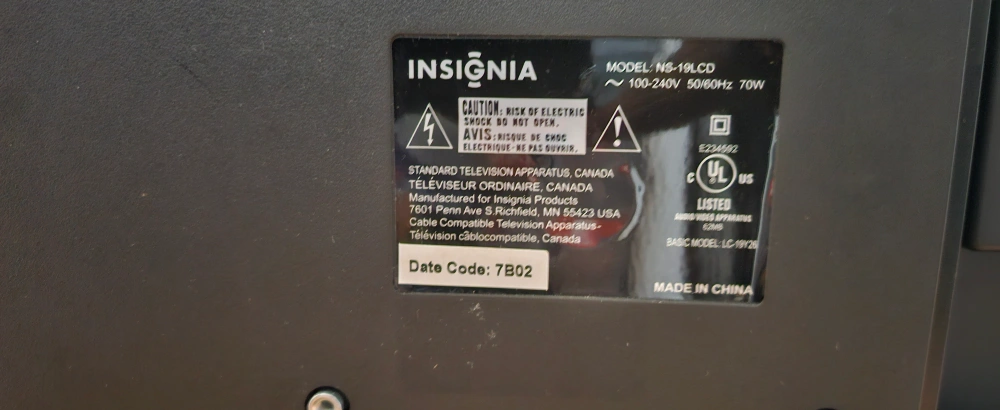 INSIGNIA
MODEL: NS-19LCD
~ 100-240V 50/60Hz 70W
CAUTION: RISK OF ELECTRIC
SHOCK DO NOT OPEN.
AVIS: RISQUE DE CHOC
ELECTRIQUE-NE PAS OUVRIR.
E234592
C UL US
LISTED
AUDIO/VIDEO APPARATUS
62M8
BASIC MODEL: LC-19Y26
STANDARD TELEVISION APPARATUS, CANADA
TÉLÉVISEUR ORDINAIRE, CANADA
Manufactured for Insignia Products
7601 Penn Ave S.Richfield, MN 55423 USA
Cable Compatible Television Apparatus-
Télévision câblocompatible, Canada
Date Code: 7B02
MADE IN CHINA